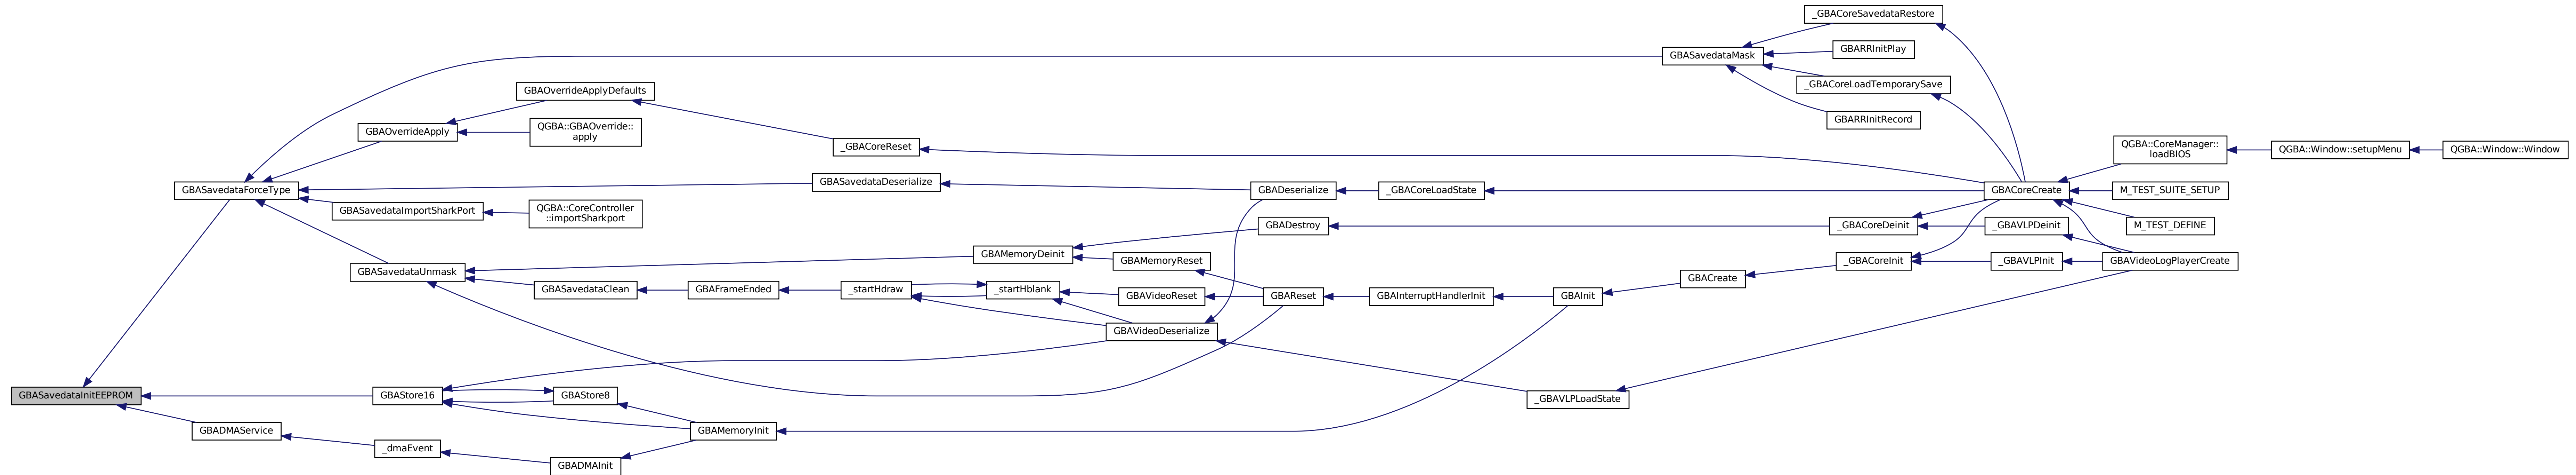 _GBACoreSavedataRestore
GBARRInitPlay
GBASavedataMask
_GBACoreLoadTemporarySave
GBAOverrideApplyDefaults
GBARRInitRecord
QGBA::GBAOverride::
apply
GBAOverrideApply
_GBACoreReset
QGBA::CoreManager::
loadBIOS
QGBA::Window::setupMenu
QGBA::Window::Window
GBASavedataForceType
GBASavedataDeserialize
GBADeserialize
_GBACoreLoadState
GBACoreCreate
M_TEST_SUITE_SETUP
GBASavedataImportSharkPort
QGBA::CoreController
::importSharkport
GBADestroy
_GBACoreDeinit
_GBAVLPDeinit
M_TEST_DEFINE
GBASavedataUnmask
GBAMemoryDeinit
GBAMemoryReset
_GBACoreInit
_GBAVLPInit
GBAVideoLogPlayerCreate
GBACreate
GBASavedataClean
GBAFrameEnded
_startHdraw
_startHblank
GBAVideoReset
GBAReset
GBAInterruptHandlerInit
GBAInit
GBAVideoDeserialize
GBASavedataInitEEPROM
GBAStore16
GBAStore8
_GBAVLPLoadState
GBADMAService
GBAMemoryInit
_dmaEvent
GBADMAInit